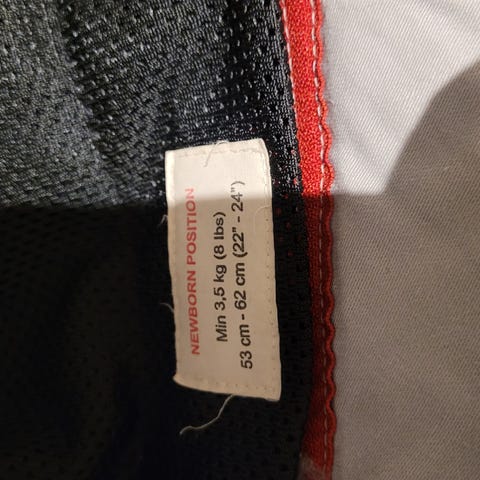 NEWBORN POSITION
Min 3,5 kg (8 lbs)
53 cm - 62 cm (22" - 24")